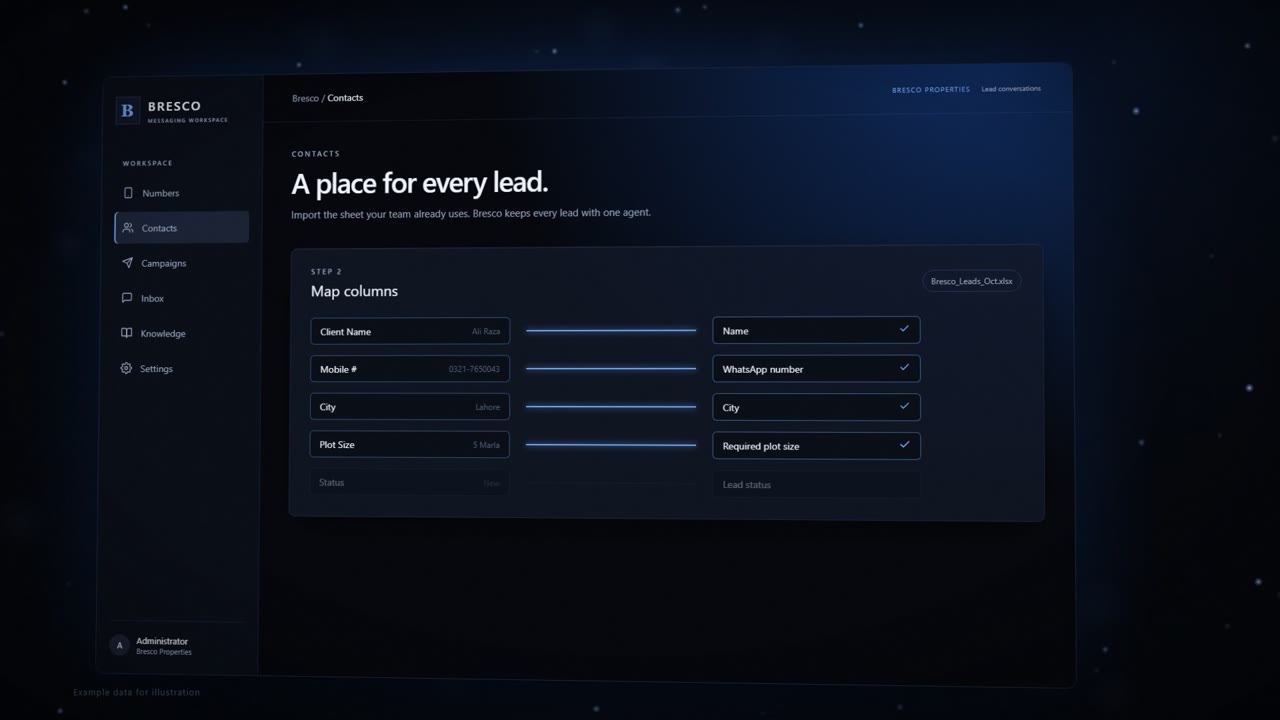 B BRESCO
MESSAGING WORKSPACE
WORKSPACE
Numbers
Contacts
Campaigns
Inbox
Knowledge
Settings
A Administrator
Bresco Properties
Bresco / Contacts
BRESCO PROPERTIES Lead conversations
CONTACTS
A place for every lead.
Import the sheet your team already uses. Bresco keeps every lead with one agent.
STEP 2
Map columns
Bresco_Leads_Oct.xlsx
Client Name Ali Raza Name
Mobile # 0321-7650043 WhatsApp number
City Lahore City
Plot Size 5 Marla Required plot size
Status New Lead status
Example data for illustration